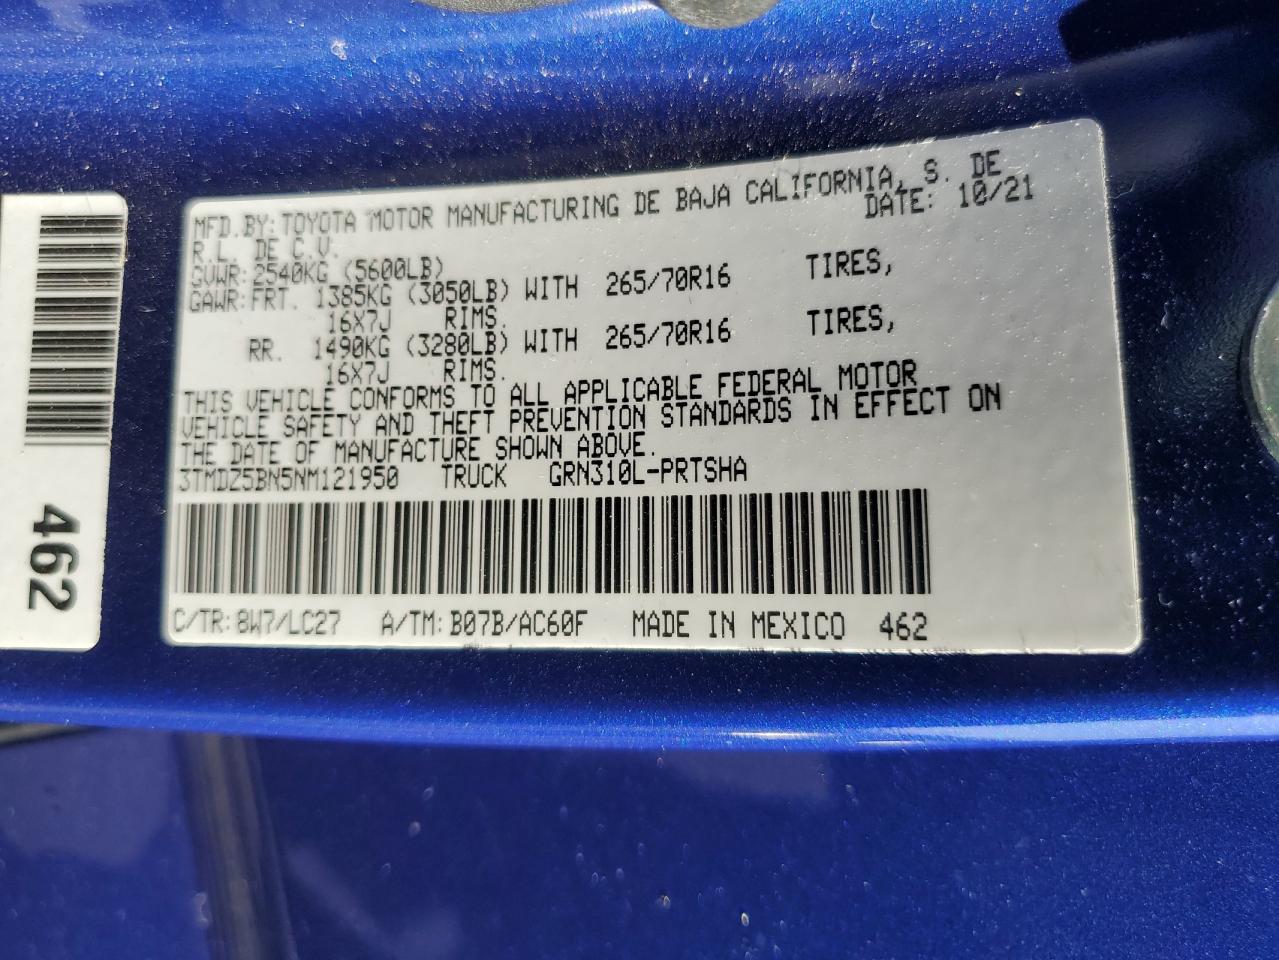 MFD.BY: TOYOTA MOTOR MANUFACTURING DE BAJA CALIFORNIA, S. DE
R.L. DE C.V. DATE: 10/21
GVWR: 2540KG (5600LB)
GAWR: FRT. 1385KG (3050LB) WITH 265/70R16 TIRES,
16X7J RIMS.
RR. 1490KG (3280LB) WITH 265/70R16 TIRES,
16X7J RIMS.
THIS VEHICLE CONFORMS TO ALL APPLICABLE FEDERAL MOTOR
VEHICLE SAFETY AND THEFT PREVENTION STANDARDS IN EFFECT ON
THE DATE OF MANUFACTURE SHOWN ABOVE.
3TMDZ5BN5NM121950 TRUCK GRN310L-PRTSHA
C/TR: 8W7/LC27 A/TM: B07B/AC60F MADE IN MEXICO 462
462